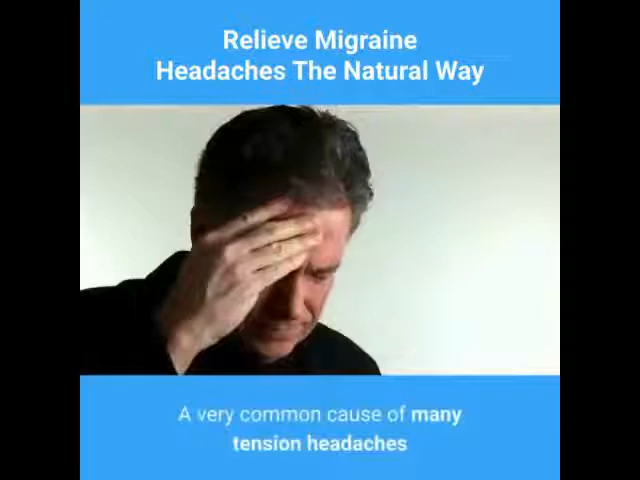 Relieve Migraine
Headaches The Natural Way
A very common cause of many
tension headaches